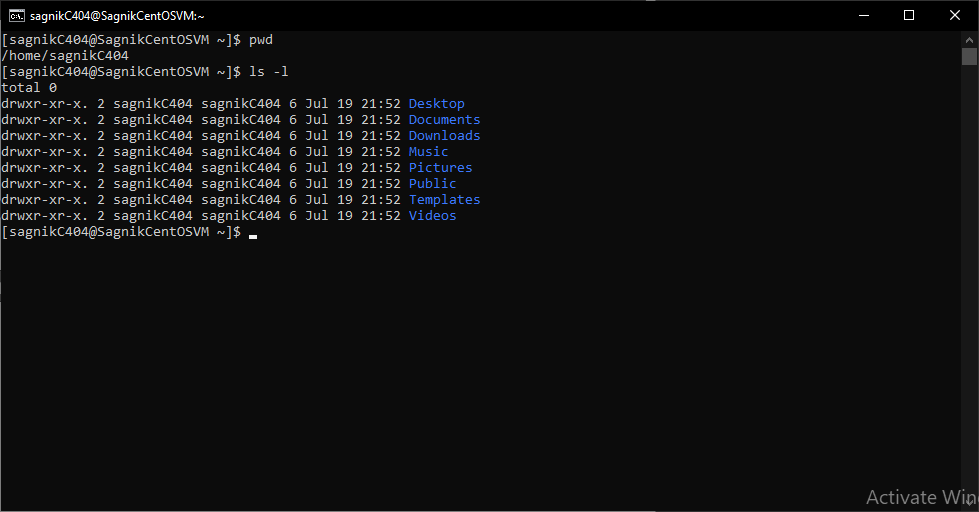 sagnikC404@SagnikCentOSVM:~
[sagnikC404@SagnikCentOSVM ~]$ pwd
/home/sagnikC404
[sagnikC404@SagnikCentOSVM ~]$ ls -l
total 0
drwxr-xr-x. 2 sagnikC404 sagnikC404 6 Jul 19 21:52 Desktop
drwxr-xr-x. 2 sagnikC404 sagnikC404 6 Jul 19 21:52 Documents
drwxr-xr-x. 2 sagnikC404 sagnikC404 6 Jul 19 21:52 Downloads
drwxr-xr-x. 2 sagnikC404 sagnikC404 6 Jul 19 21:52 Music
drwxr-xr-x. 2 sagnikC404 sagnikC404 6 Jul 19 21:52 Pictures
drwxr-xr-x. 2 sagnikC404 sagnikC404 6 Jul 19 21:52 Public
drwxr-xr-x. 2 sagnikC404 sagnikC404 6 Jul 19 21:52 Templates
drwxr-xr-x. 2 sagnikC404 sagnikC404 6 Jul 19 21:52 Videos
[sagnikC404@SagnikCentOSVM ~]$
Activate Win